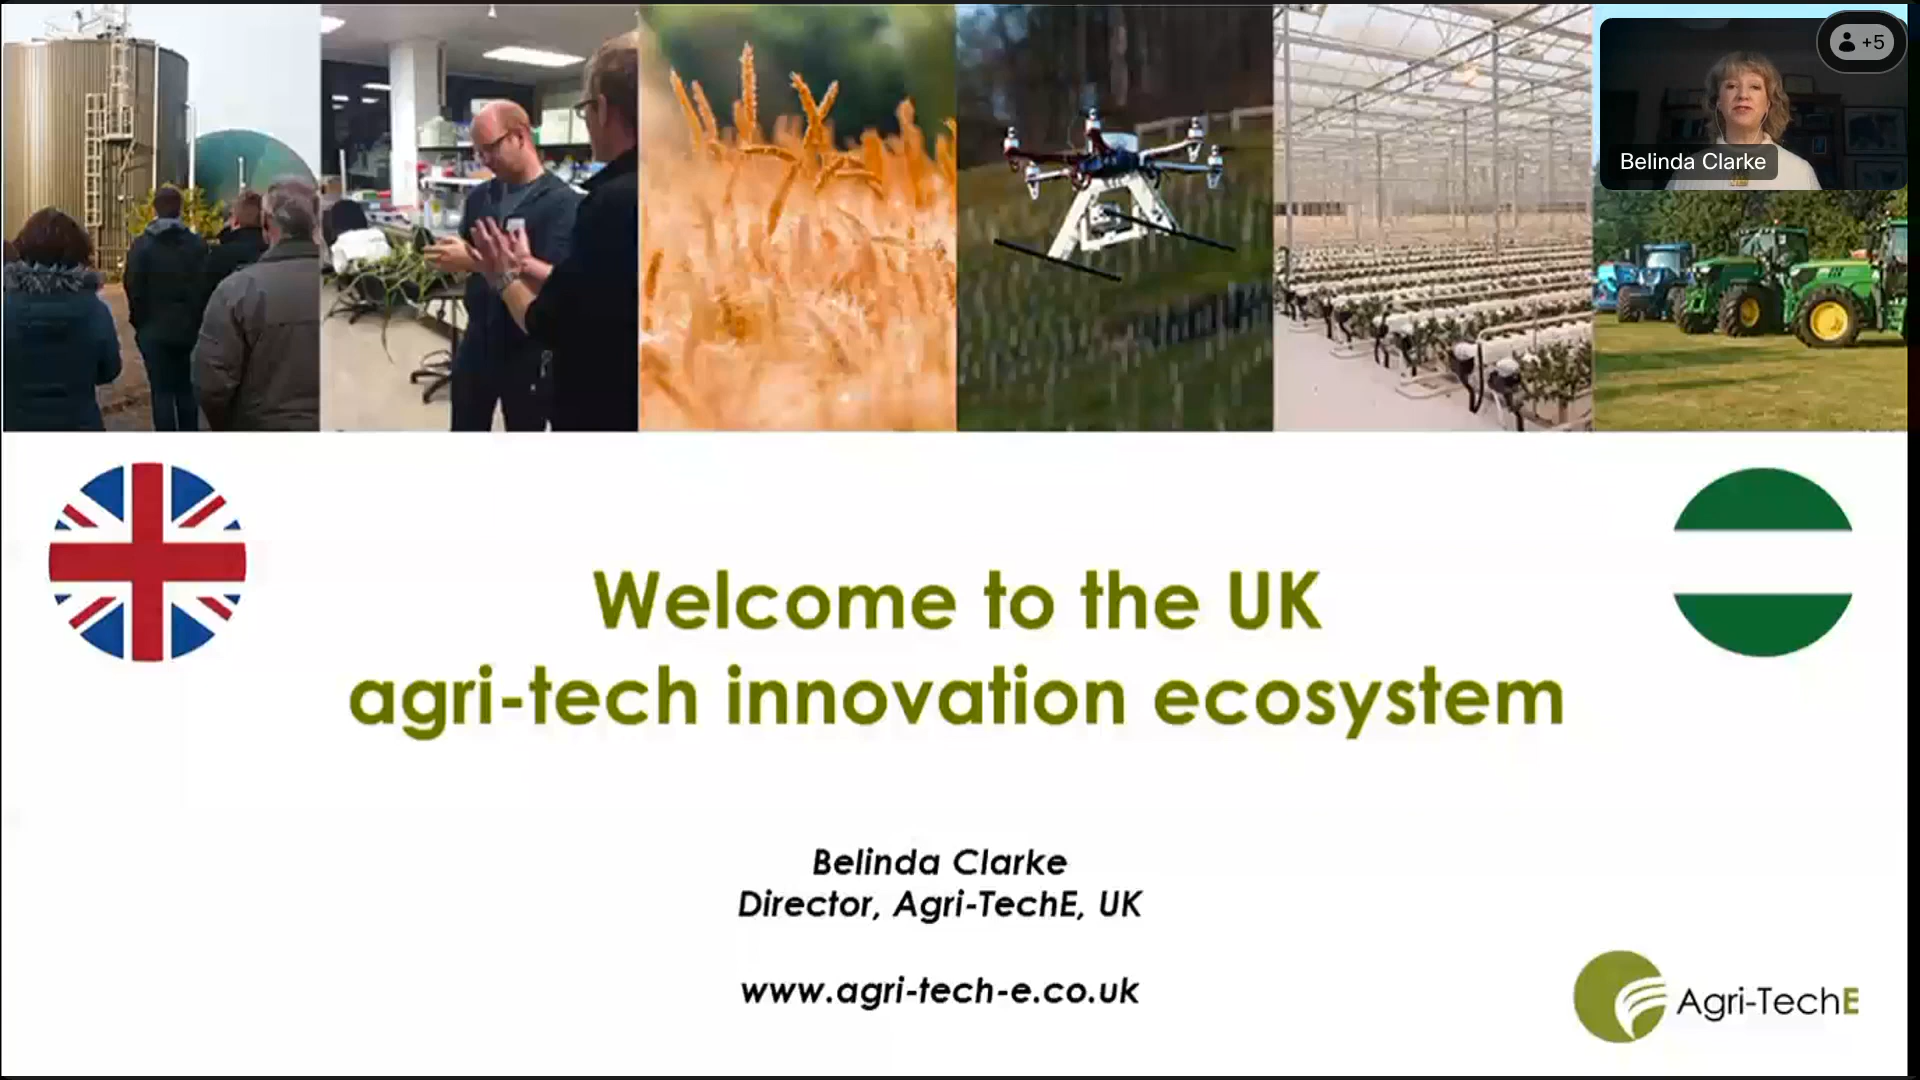 +5
Belinda Clarke
Welcome to the UK
agri-tech innovation ecosystem
Belinda Clarke
Director, Agri-TechE, UK
www.agri-tech-e.co.uk
Agri-TechE